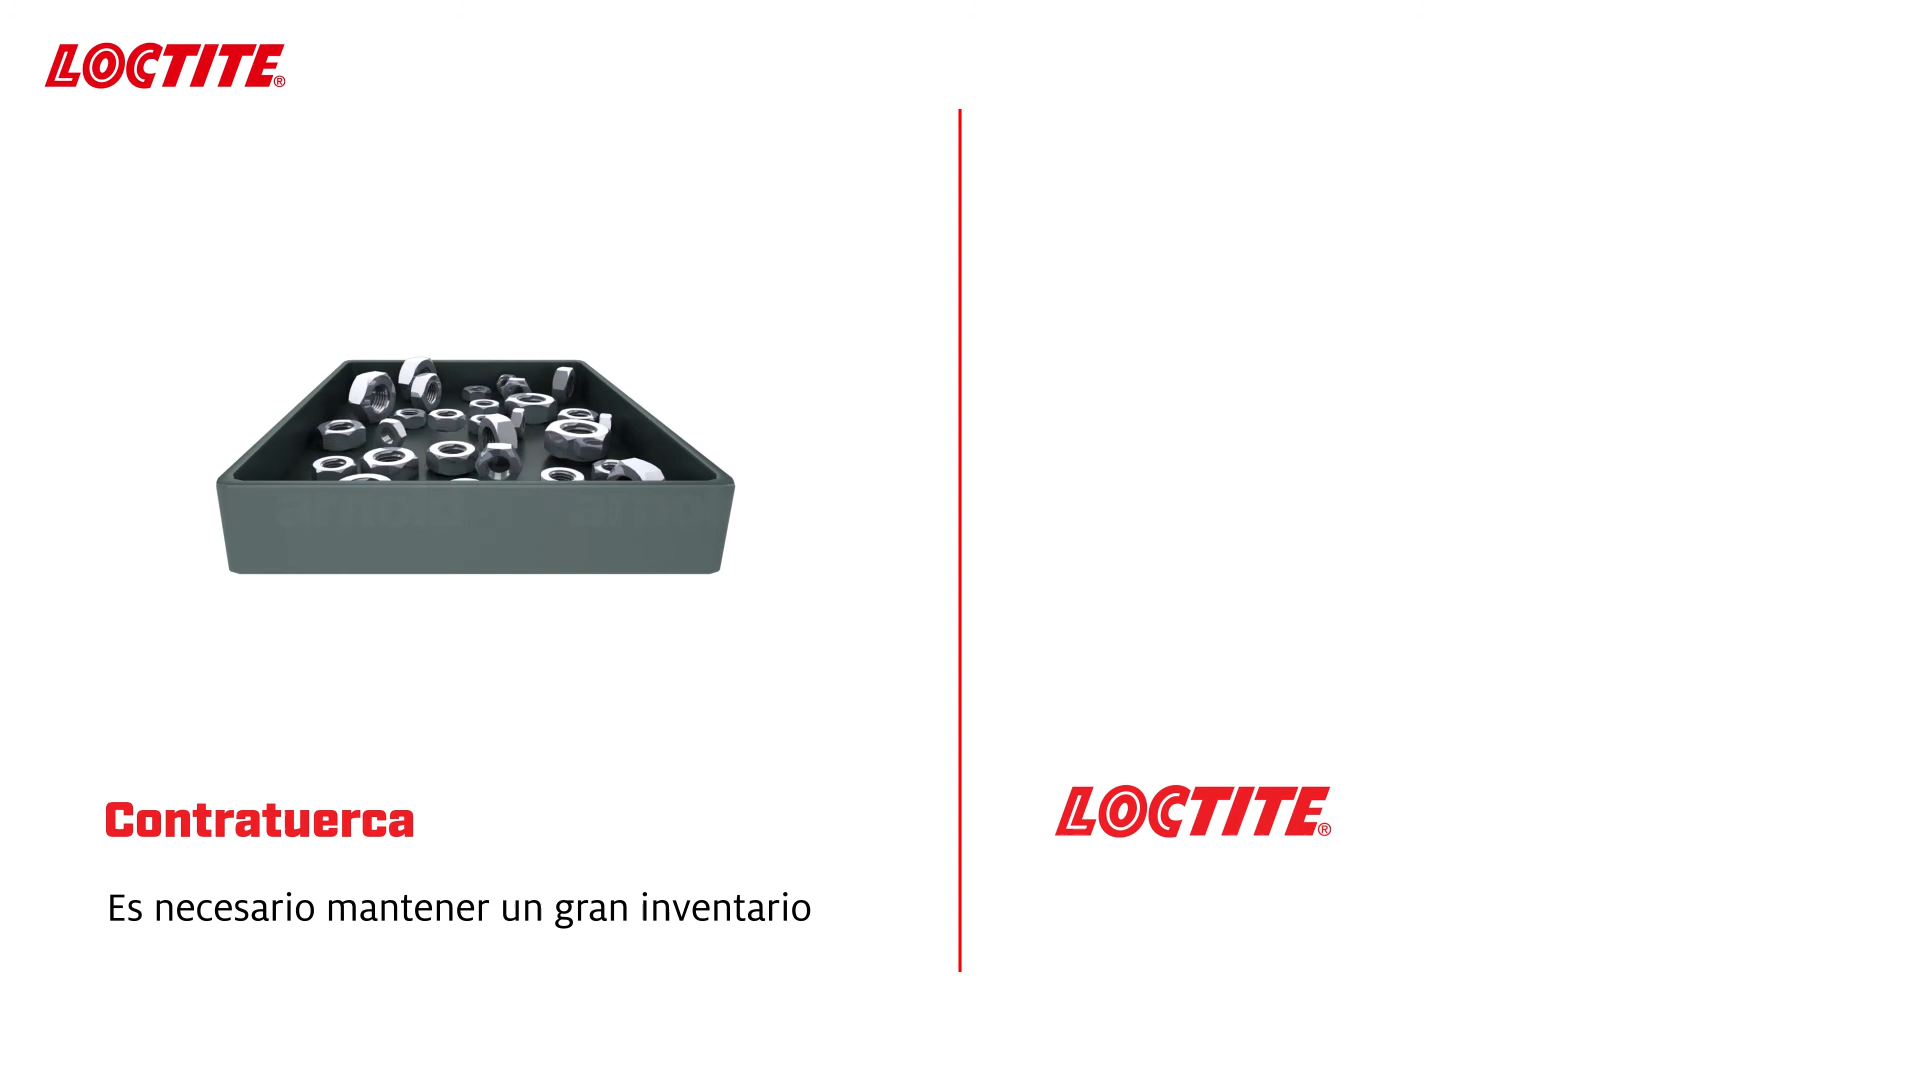 LOCTITE®
Contratuerca
Es necesario mantener un gran inventario
LOCTITE®